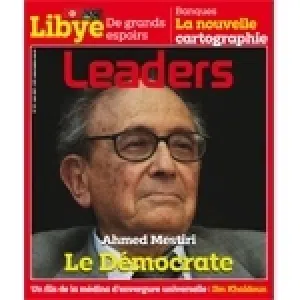 Libye
De grands
espoirs
Banques
La nouvelle
cartographie
Leaders
Ahmed Mestiri
Le Démocrate
Un fils de la médina d'envergure universelle : Ibn Khaldoun